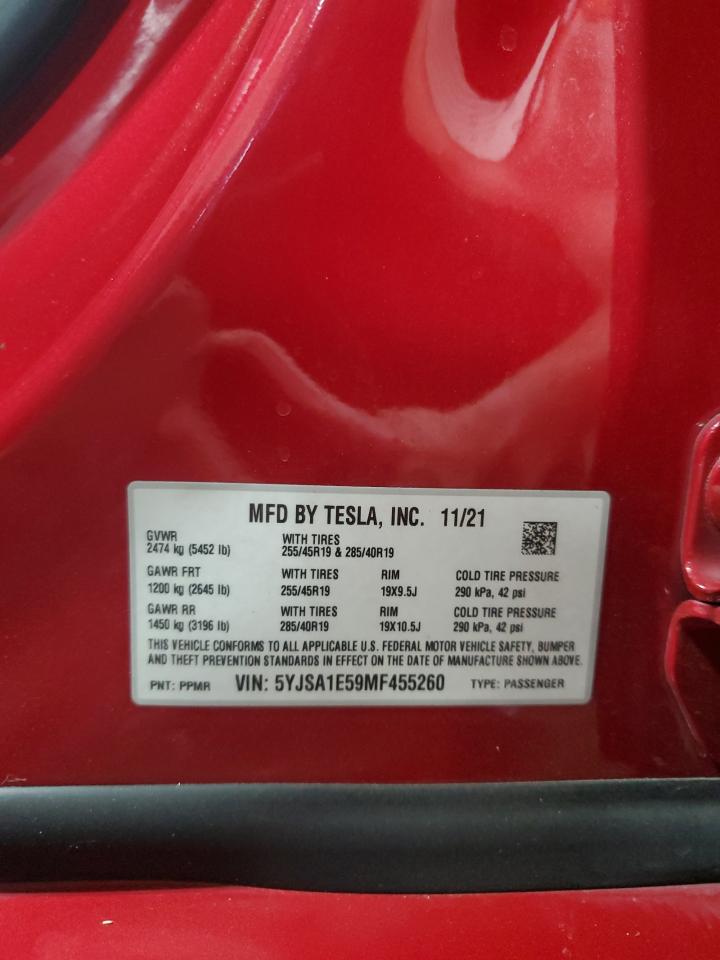 MFD BY TESLA, INC. 11/21
GVWR WITH TIRES
2474 kg (5452 lb) 255/45R19 & 285/40R19
GAWR FRT WITH TIRES RIM COLD TIRE PRESSURE
1200 kg (2645 lb) 255/45R19 19X9.5J 290 kPa, 42 psi
GAWR RR WITH TIRES RIM COLD TIRE PRESSURE
1450 kg (3196 lb) 285/40R19 19X10.5J 290 kPa, 42 psi
THIS VEHICLE CONFORMS TO ALL APPLICABLE U.S. FEDERAL MOTOR VEHICLE SAFETY, BUMPER
AND THEFT PREVENTION STANDARDS IN EFFECT ON THE DATE OF MANUFACTURE SHOWN ABOVE.
PNT: PPMR VIN: 5YJSA1E59MF455260 TYPE: PASSENGER